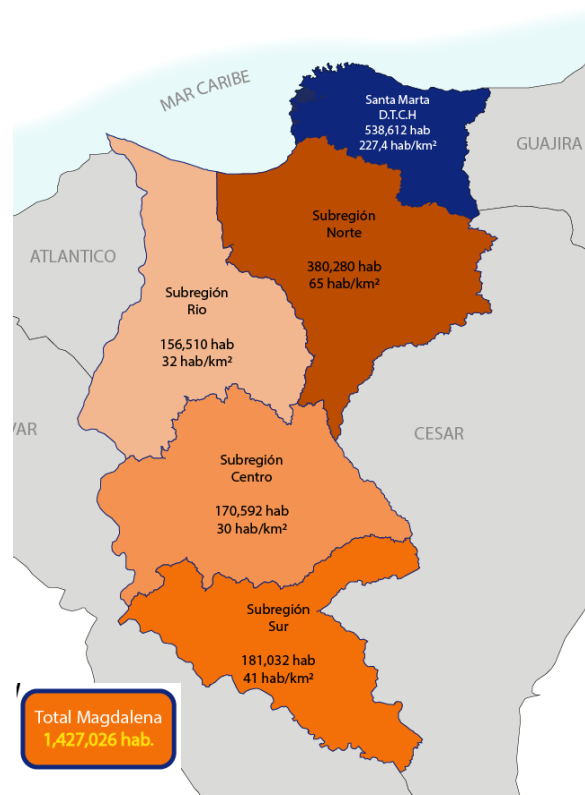 MAR CARIBE
Santa Marta
D.T.C.H
538,612 hab
227,4 hab/km²
GUAJIRA
Subregión
Norte
380,280 hab
65 hab/km²
ATLANTICO
Subregión
Rio
156,510 hab
32 hab/km²
VAR
CESAR
Subregión
Centro
170,592 hab
30 hab/km²
Subregión
Sur
181,032 hab
41 hab/km²
Total Magdalena
1,427,026 hab.